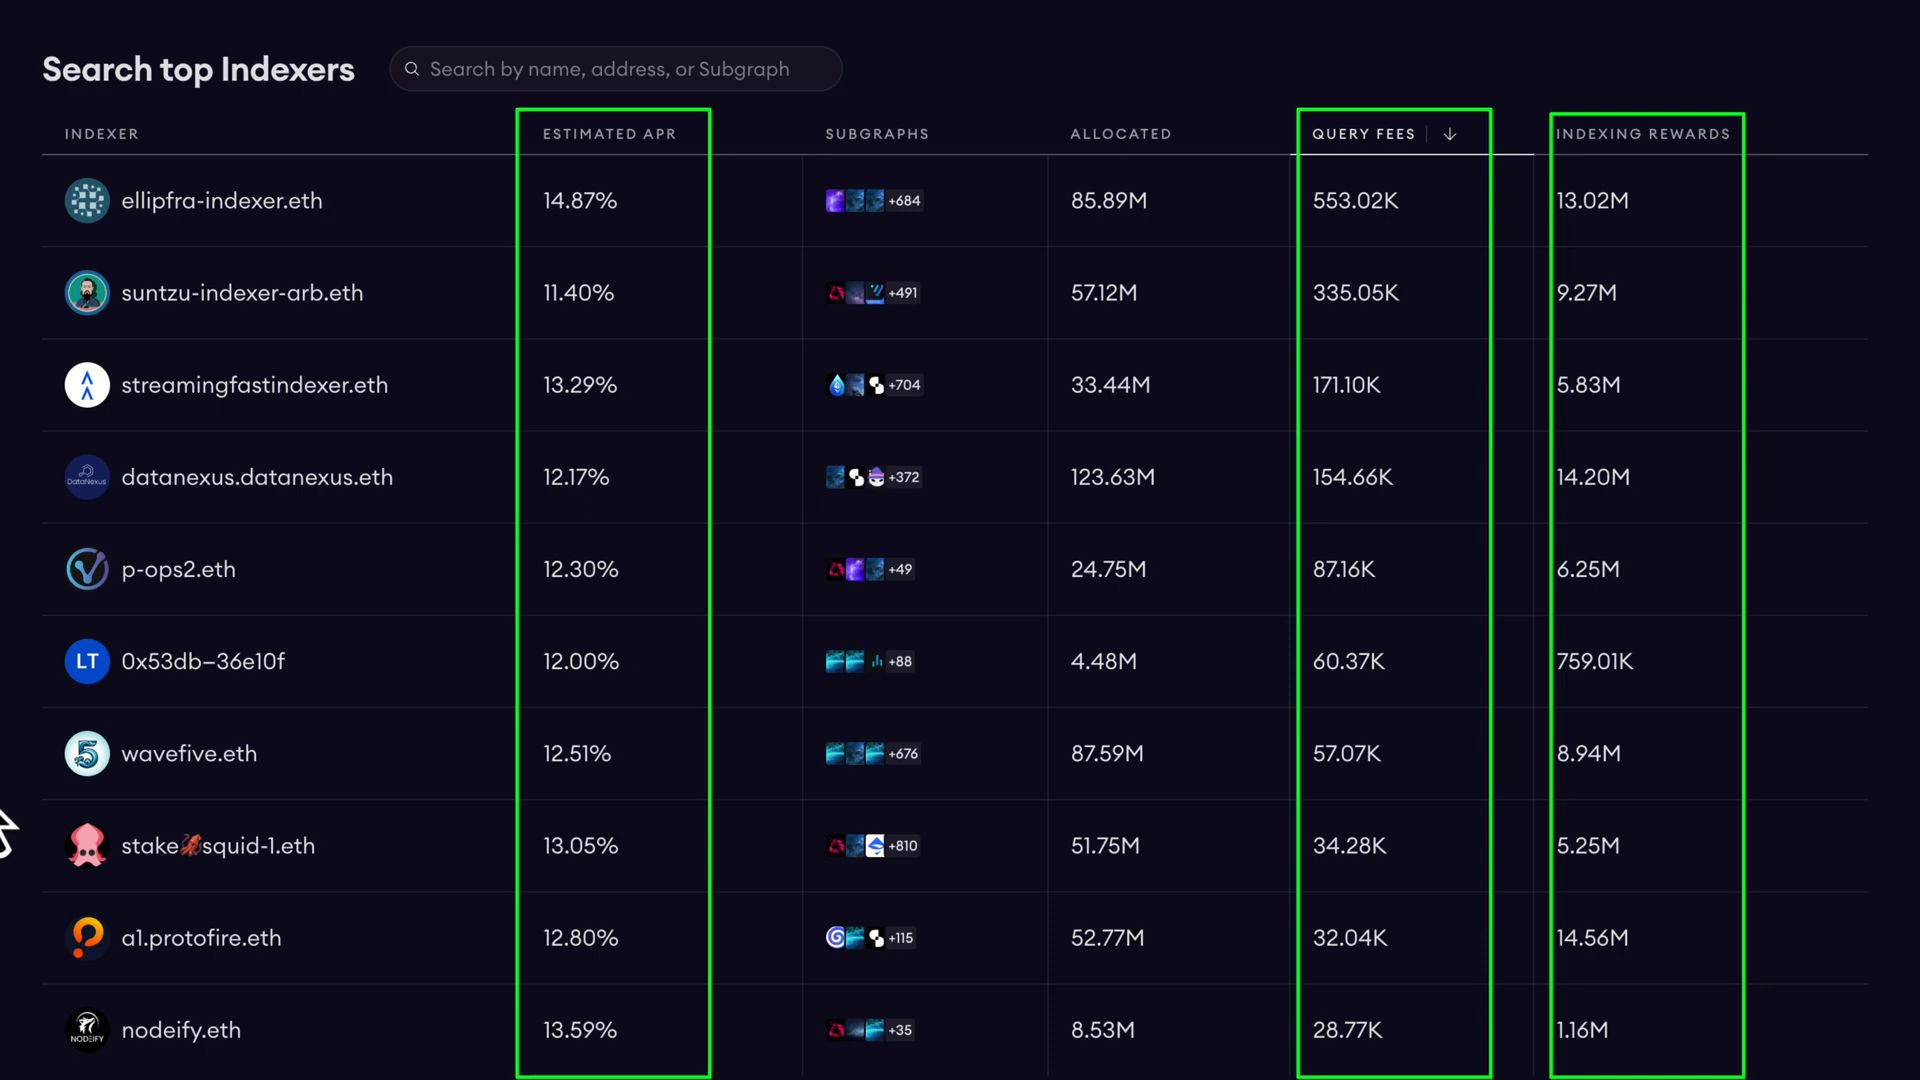 Search top Indexers
Search by name, address, or Subgraph
INDEXER ESTIMATED APR SUBGRAPHS ALLOCATED QUERY FEES ↓ INDEXING REWARDS
ellipfra-indexer.eth 14.87% +684 85.89M 553.02K 13.02M
suntzu-indexer-arb.eth 11.40% +491 57.12M 335.05K 9.27M
streamingfastindexer.eth 13.29% +704 33.44M 171.10K 5.83M
DataNexus datanexus.datanexus.eth 12.17% +372 123.63M 154.66K 14.20M
p-ops2.eth 12.30% +49 24.75M 87.16K 6.25M
LT 0x53db–36e10f 12.00% +88 4.48M 60.37K 759.01K
5 wavefive.eth 12.51% +676 87.59M 57.07K 8.94M
stake🦑squid-1.eth 13.05% +810 51.75M 34.28K 5.25M
a1.protofire.eth 12.80% +115 52.77M 32.04K 14.56M
NODEIFY nodeify.eth 13.59% +35 8.53M 28.77K 1.16M